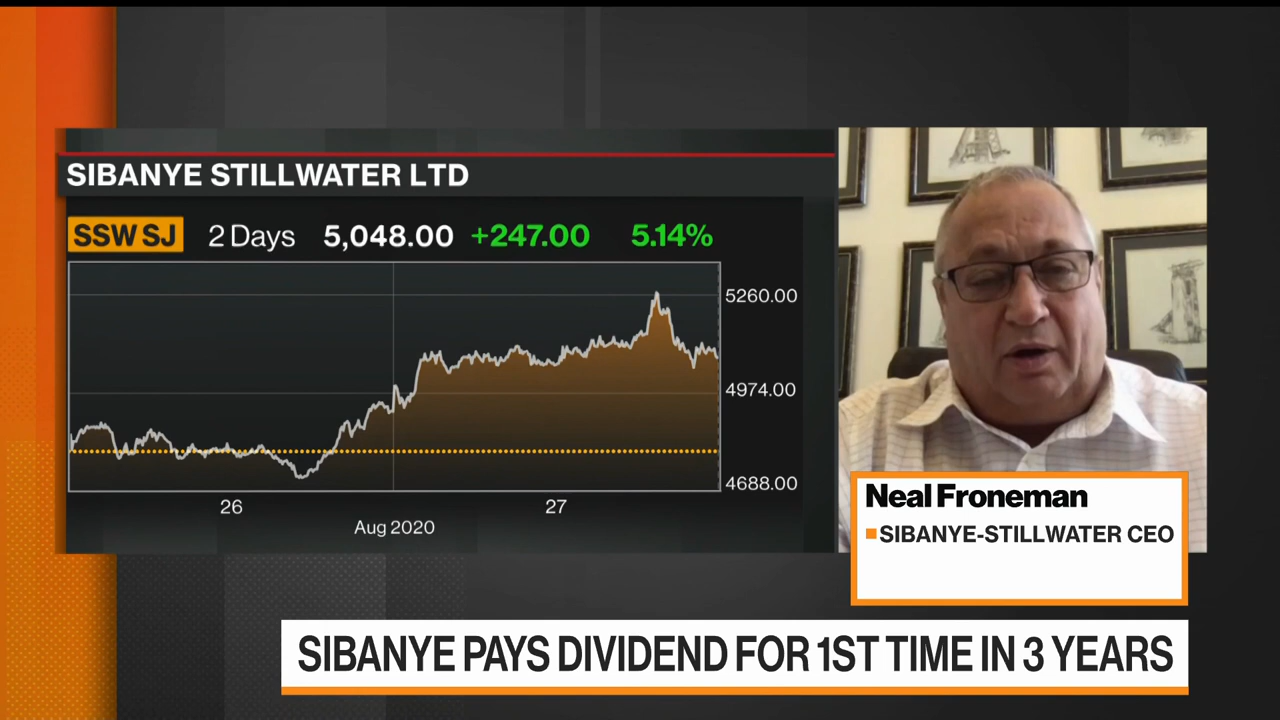 SIBANYE STILLWATER LTD
SSW SJ 2 Days 5,048.00 +247.00 5.14%
5260.00
4974.00
4688.00
26 27
Aug 2020
Neal Froneman
SIBANYE-STILLWATER CEO
SIBANYE PAYS DIVIDEND FOR 1ST TIME IN 3 YEARS